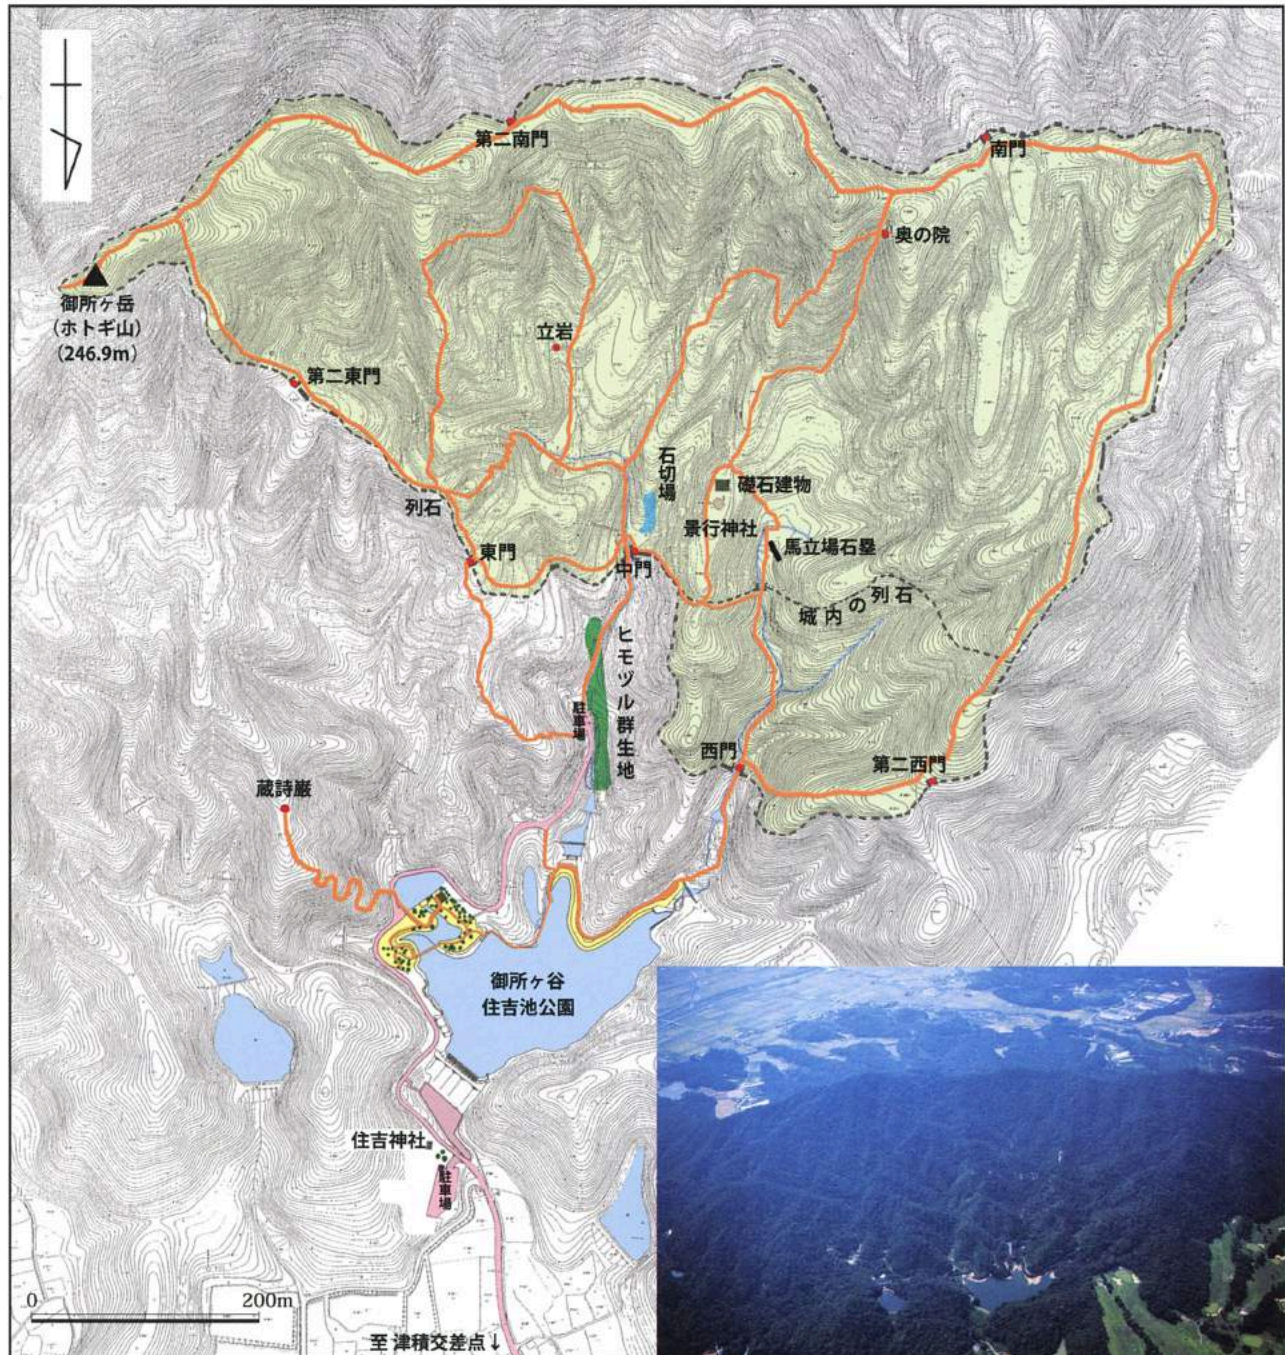 第二南門
南門
奥の院
御所ヶ岳
(ホトギ山)
(246.9m)
立岩
第二東門
石切場
礎石建物
列石
景行神社
馬立場石塁
東門
中門
城内の列石
ヒモヅル群生地
駐車場
西門
第二西門
蔵詩巌
御所ヶ谷
住吉池公園
住吉神社
駐車場
0 200m
至 津積交差点↓